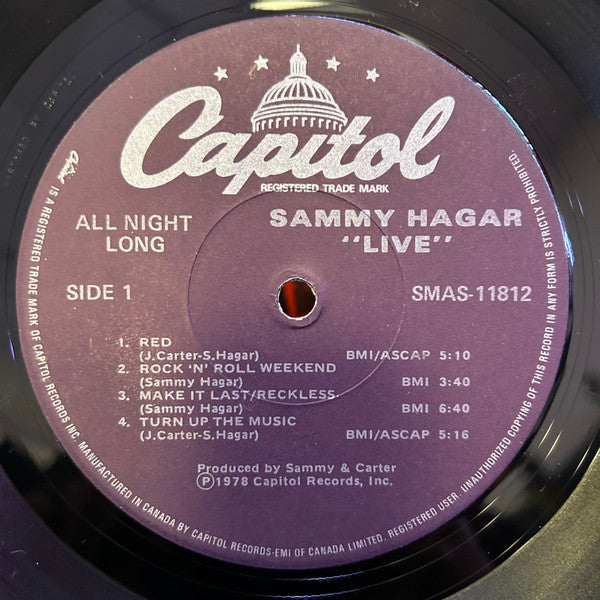 Capitol
REGISTERED TRADE MARK
ALL NIGHT
LONG
SAMMY HAGAR
"LIVE"
SIDE 1
SMAS-11812
1. RED
(J.Carter-S.Hagar) BMI/ASCAP 5:10
2. ROCK 'N' ROLL WEEKEND
(Sammy Hagar) BMI 3:40
3. MAKE IT LAST/RECKLESS
(Sammy Hagar) BMI 6:40
4. TURN UP THE MUSIC
(J.Carter-S.Hagar) BMI/ASCAP 5:16
Produced by Sammy & Carter
Ⓟ1978 Capitol Records, Inc.
Capitol IS A REGISTERED TRADE MARK OF CAPITOL RECORDS INC. MANUFACTURED IN CANADA BY CAPITOL RECORDS-EMI OF CANADA LIMITED. REGISTERED USER. UNAUTHORIZED COPYING OF THIS RECORD IN ANY FORM IS STRICTLY PROHIBITED.